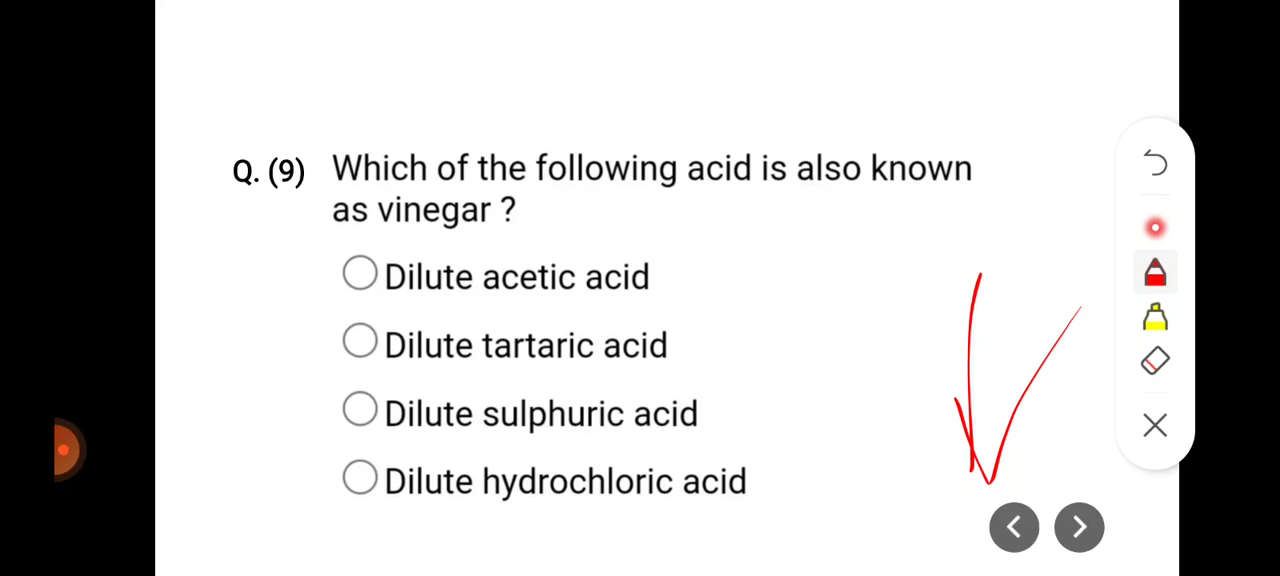 Q. (9) Which of the following acid is also known
as vinegar ?
Dilute acetic acid
Dilute tartaric acid
Dilute sulphuric acid
Dilute hydrochloric acid